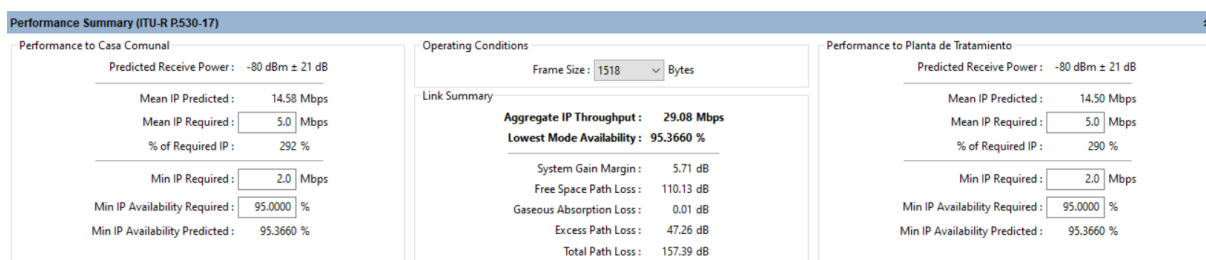 Performance Summary (ITU-R P.530-17)
Performance to Casa Comunal
Predicted Receive Power : -80 dBm ± 21 dB
Mean IP Predicted : 14.58 Mbps
Mean IP Required : 5.0 Mbps
% of Required IP : 292 %
Min IP Required : 2.0 Mbps
Min IP Availability Required : 95.0000 %
Min IP Availability Predicted : 95.3660 %
Operating Conditions
Frame Size : 1518 Bytes
Link Summary
Aggregate IP Throughput : 29.08 Mbps
Lowest Mode Availability : 95.3660 %
System Gain Margin : 5.71 dB
Free Space Path Loss : 110.13 dB
Gaseous Absorption Loss : 0.01 dB
Excess Path Loss : 47.26 dB
Total Path Loss : 157.39 dB
Performance to Planta de Tratamiento
Predicted Receive Power : -80 dBm ± 21 dB
Mean IP Predicted : 14.50 Mbps
Mean IP Required : 5.0 Mbps
% of Required IP : 290 %
Min IP Required : 2.0 Mbps
Min IP Availability Required : 95.0000 %
Min IP Availability Predicted : 95.3660 %